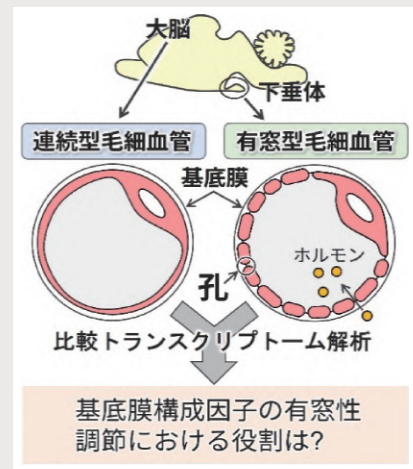 大脳
下垂体
連続型毛細血管
有窓型毛細血管
基底膜
ホルモン
孔
比較トランスクリプトーム解析
基底膜構成因子の有窓性
調節における役割は?